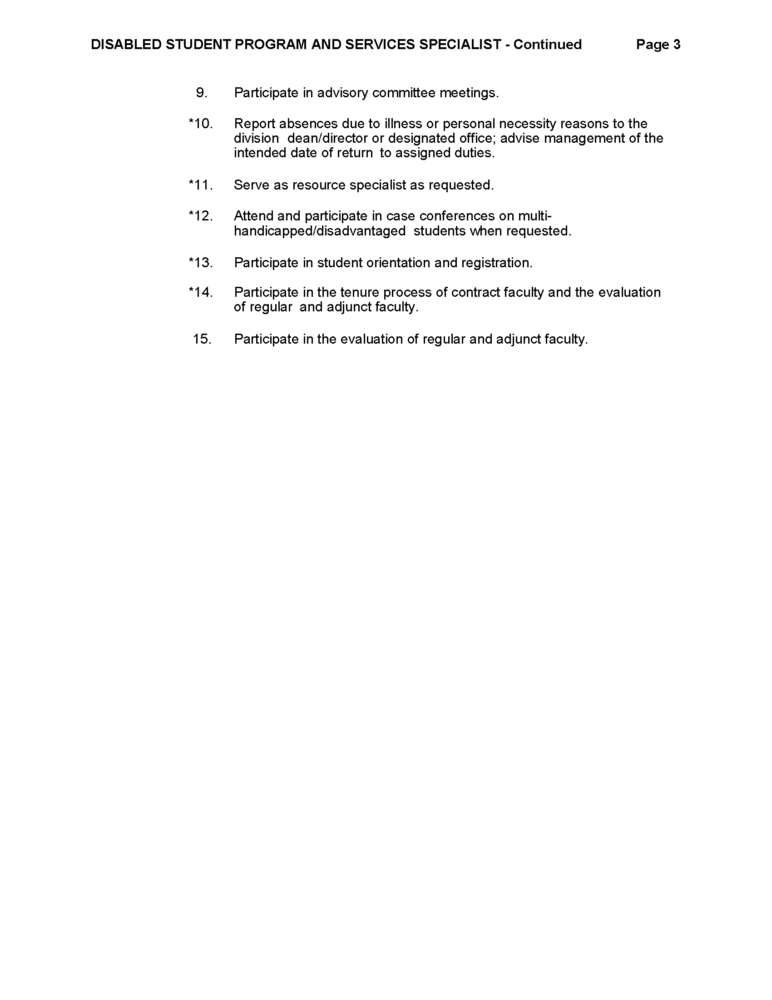 DISABLED STUDENT PROGRAM AND SERVICES SPECIALIST - Continued Page 3
9. Participate in advisory committee meetings.
*10. Report absences due to illness or personal necessity reasons to the
division  dean/director or designated office; advise management of the
intended date of return  to assigned duties.
*11. Serve as resource specialist as requested.
*12. Attend and participate in case conferences on multi-
handicapped/disadvantaged  students when requested.
*13. Participate in student orientation and registration.
*14. Participate in the tenure process of contract faculty and the evaluation
of regular  and adjunct faculty.
15. Participate in the evaluation of regular and adjunct faculty.